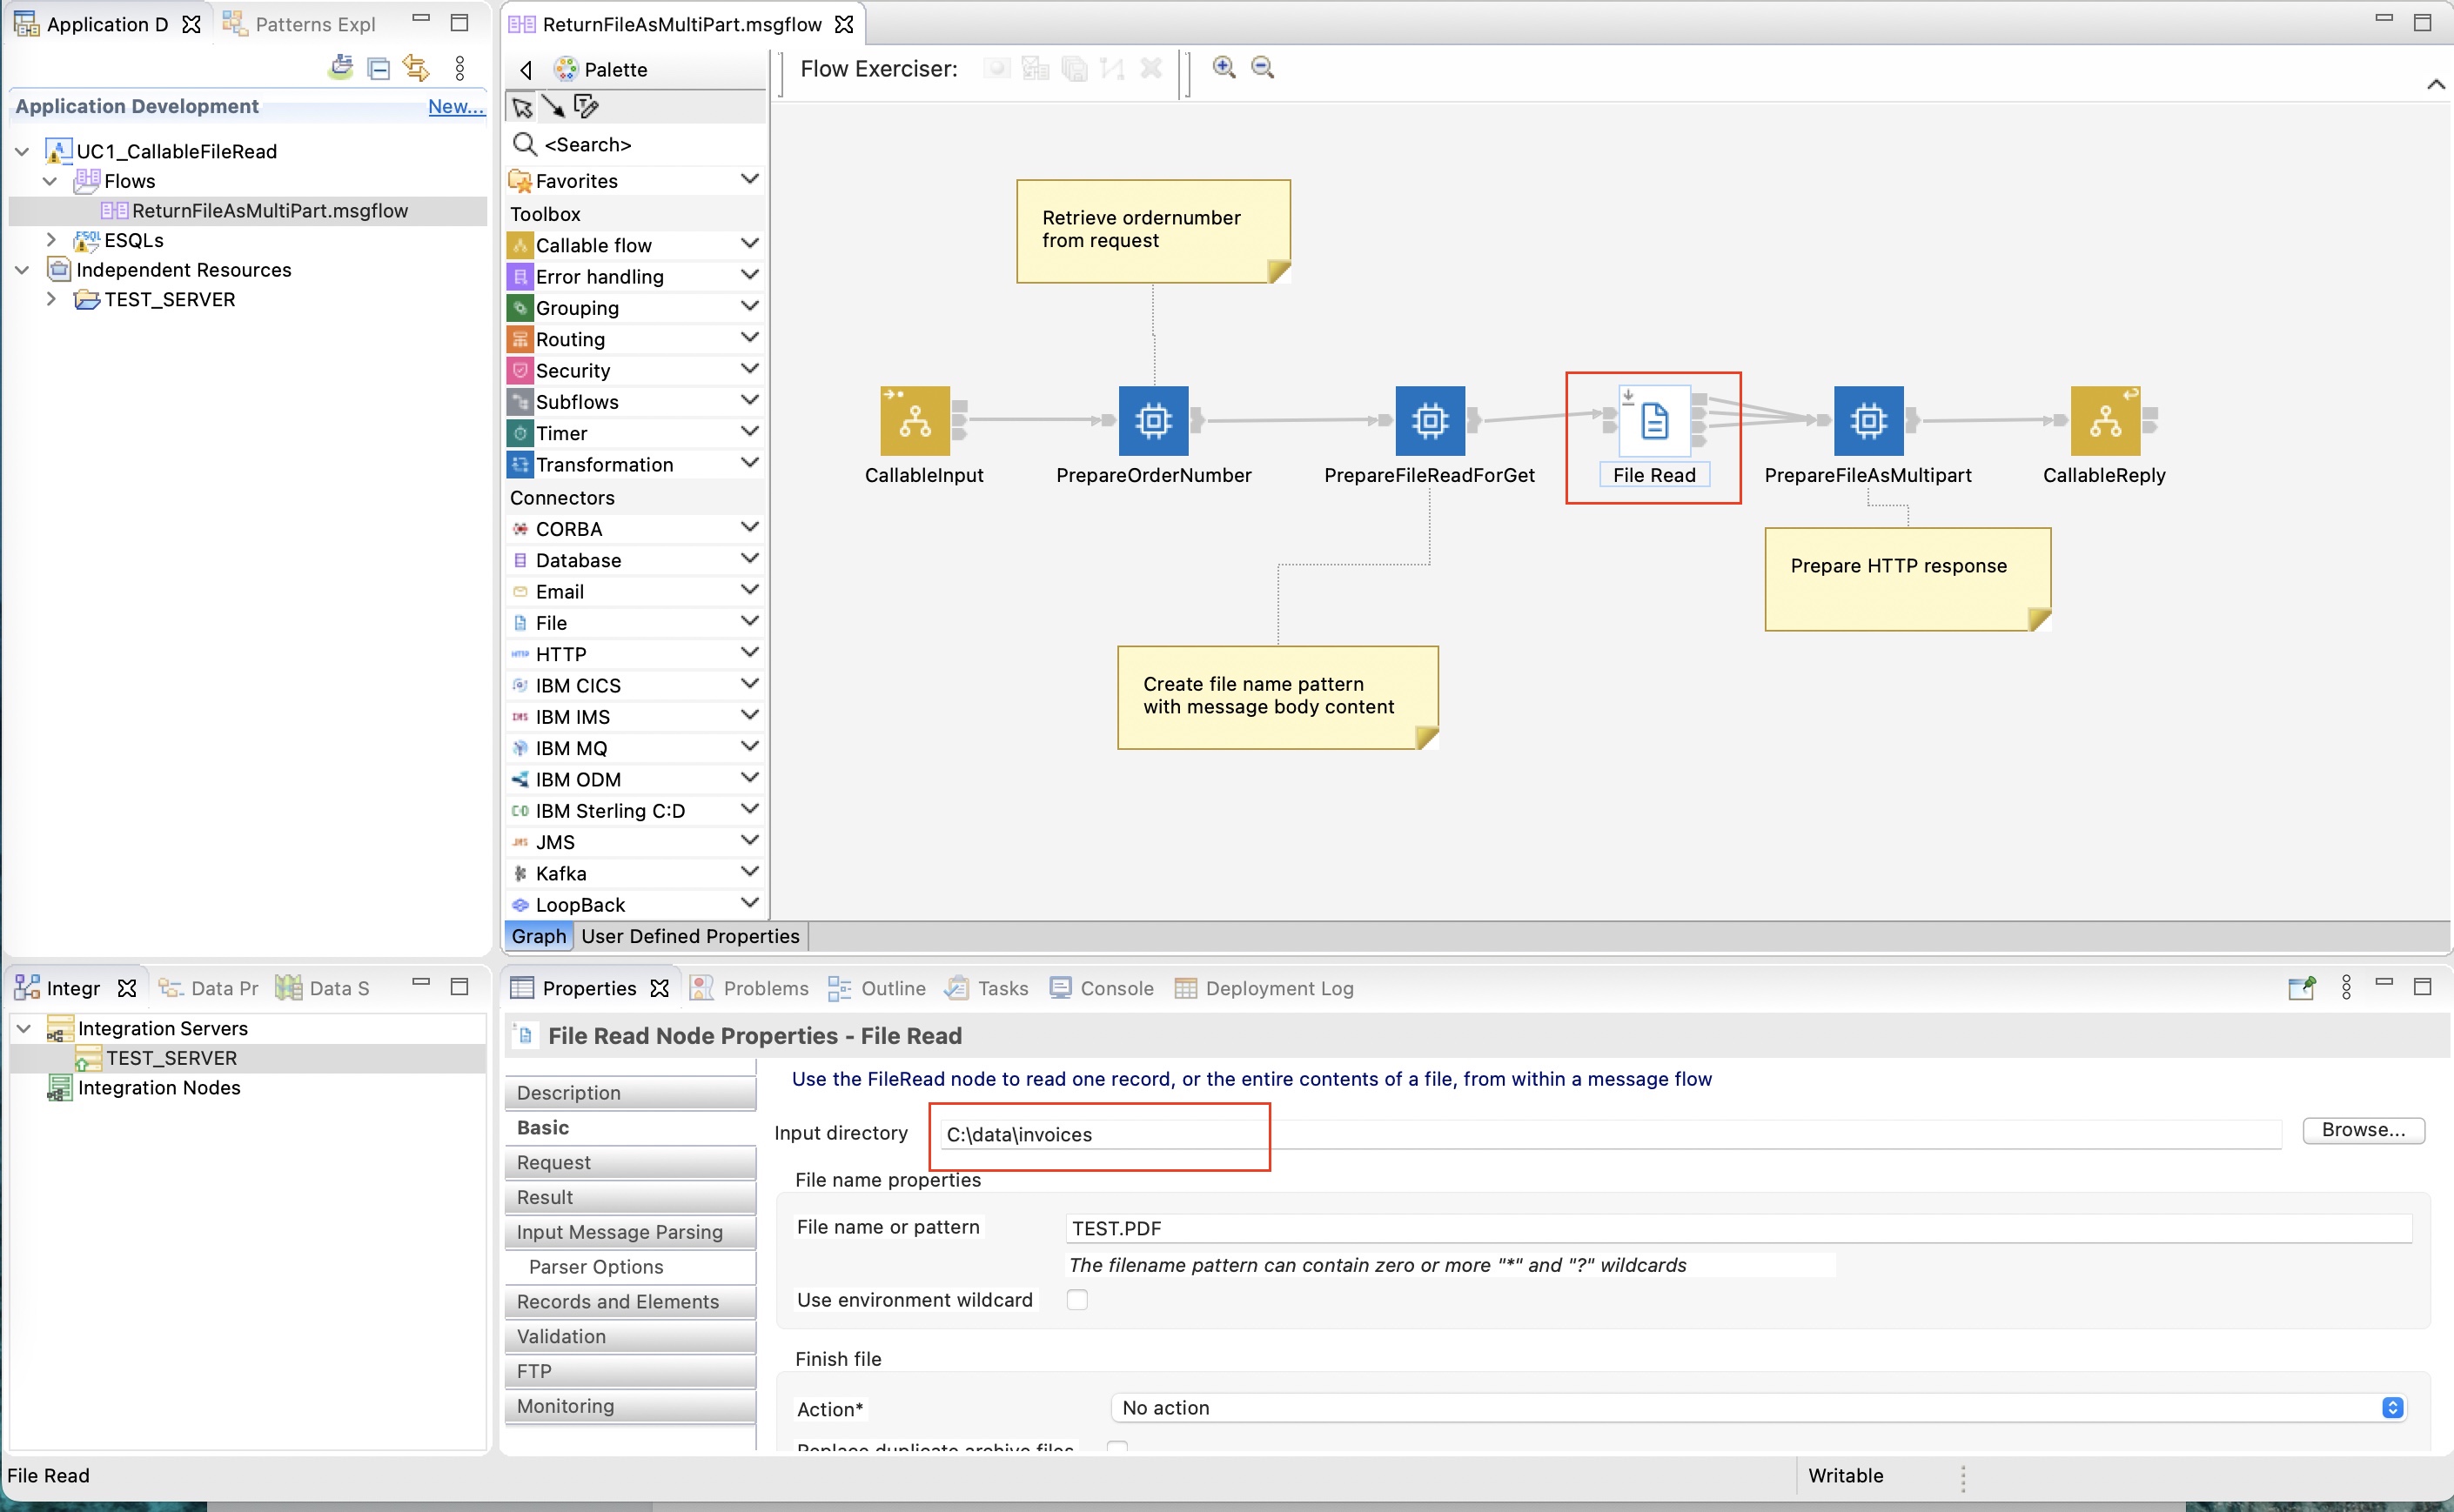 Application D
Patterns Expl
Application Development
New...
UC1_CallableFileRead
Flows
ReturnFileAsMultiPart.msgflow
ESQL
ESQLs
Independent Resources
TEST_SERVER
ReturnFileAsMultiPart.msgflow
Palette
<Search>
Favorites
Toolbox
Callable flow
Error handling
Grouping
Routing
Security
Subflows
Timer
Transformation
Connectors
CORBA
Database
Email
File
HTTP HTTP
IBM CICS
IMS IBM IMS
IBM MQ
IBM ODM
C:D IBM Sterling C:D
JMS JMS
Kafka
LoopBack
Flow Exerciser:
Retrieve ordernumber
from request
CallableInput
PrepareOrderNumber
PrepareFileReadForGet
File Read
PrepareFileAsMultipart
CallableReply
Prepare HTTP response
Create file name pattern
with message body content
Graph
User Defined Properties
Integr
Data Pr
Data S
Integration Servers
TEST_SERVER
Integration Nodes
Properties
Problems
Outline
Tasks
Console
Deployment Log
File Read Node Properties - File Read
Description
Basic
Request
Result
Input Message Parsing
Parser Options
Records and Elements
Validation
FTP
Monitoring
Use the FileRead node to read one record, or the entire contents of a file, from within a message flow
Input directory
C:\data\invoices
Browse...
File name properties
File name or pattern
TEST.PDF
The filename pattern can contain zero or more "*" and "?" wildcards
Use environment wildcard
Finish file
Action*
No action
Replace duplicate archive files
File Read
Writable